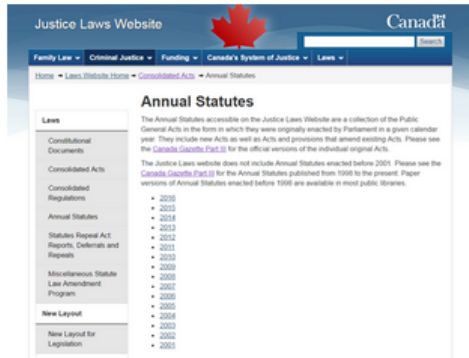 Justice Laws Website
Canada
Search
Family Law Criminal Justice Funding Canada's System of Justice Laws
Home → Laws Website Home → Consolidated Acts → Annual Statutes
Laws
Constitutional
Documents
Consolidated Acts
Consolidated
Regulations
Annual Statutes
Statutes Repeal Act:
Reports, Deferrals and
Repeals
Miscellaneous Statute
Law Amendment
Program
New Layout
New Layout for
Legislation
Annual Statutes
The Annual Statutes accessible on the Justice Laws Website are a collection of the Public
General Acts in the form in which they were originally enacted by Parliament in a given calendar
year. They include new Acts as well as Acts and provisions that amend existing Acts. Please see
the Canada Gazette Part III for the official versions of the individual original Acts.
The Justice Laws website does not include Annual Statutes enacted before 2001. Please see the
Canada Gazette Part III for the Annual Statutes published from 1998 to the present. Paper
versions of Annual Statutes enacted before 1998 are available in most public libraries.
• 2016
• 2015
• 2014
• 2013
• 2012
• 2011
• 2010
• 2009
• 2008
• 2007
• 2006
• 2005
• 2004
• 2003
• 2002
• 2001